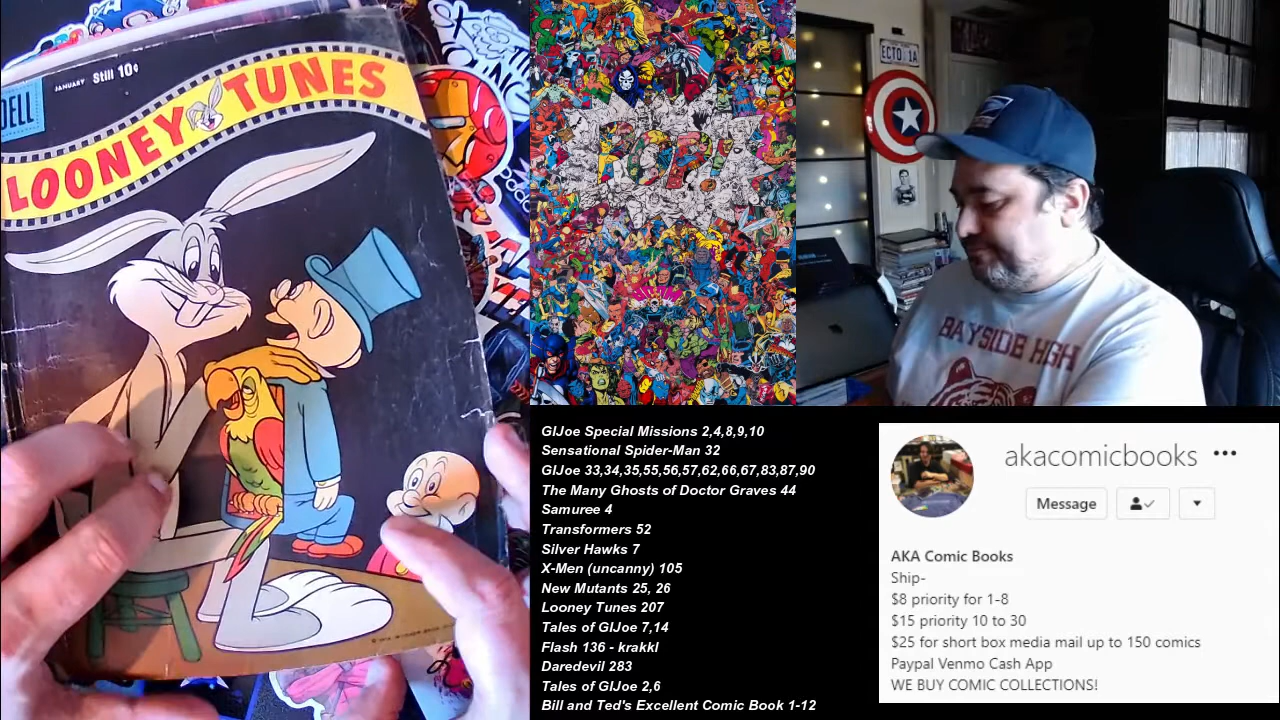 DELL
JANUARY Still 10¢
LOONEY TUNES
ECTO-1A
BAYSIDE HIGH
GIJoe Special Missions 2,4,8,9,10
Sensational Spider-Man 32
GIJoe 33,34,35,55,56,57,62,66,67,83,87,90
The Many Ghosts of Doctor Graves 44
Samuree 4
Transformers 52
Silver Hawks 7
X-Men (uncanny) 105
New Mutants 25, 26
Looney Tunes 207
Tales of GIJoe 7,14
Flash 136 - krakkl
Daredevil 283
Tales of GIJoe 2,6
Bill and Ted's Excellent Comic Book 1-12
akacomicbooks •••
Message
AKA Comic Books
Ship-
$8 priority for 1-8
$15 priority 10 to 30
$25 for short box media mail up to 150 comics
Paypal Venmo Cash App
WE BUY COMIC COLLECTIONS!